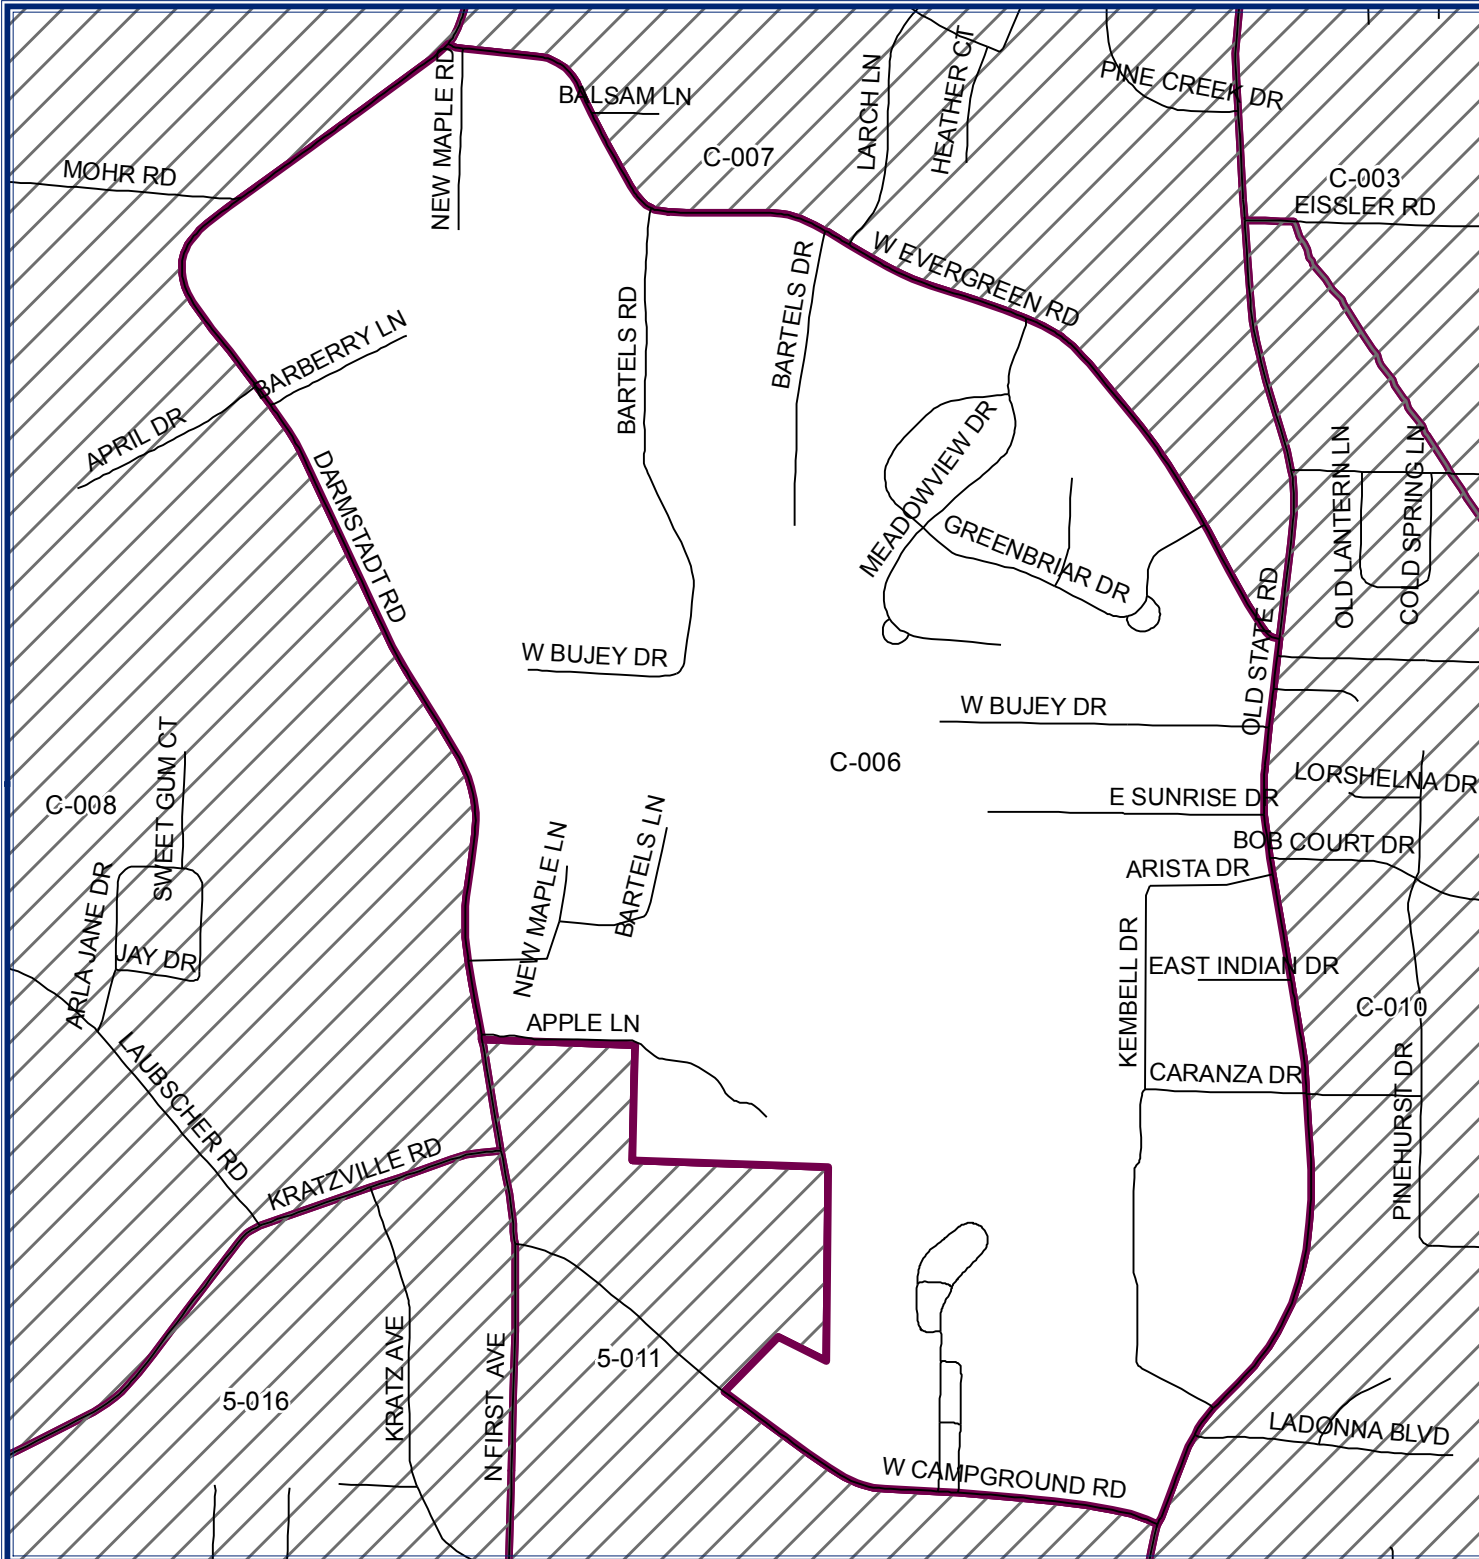 NEW MAPLE RD
BALSAM LN
LARCH LN
HEATHER CT
PINE CREEK DR
MOHR RD
C-007
C-003
EISSLER RD
W EVERGREEN RD
BARTELS RD
BARTELS DR
BARBERRY LN
APRIL DR
DARMSTADT RD
MEADOWVIEW DR
GREENBRIAR DR
OLD LANTERN LN
COLD SPRING LN
OLD STATE RD
W BUJEY DR
W BUJEY DR
C-006
C-008
SWEET GUM CT
LORSHELNA DR
E SUNRISE DR
BOB COURT DR
ARISTA DR
NEW MAPLE LN
BARTELS LN
ARLA JANE DR
JAY DR
KEMBELL DR
EAST INDIAN DR
C-010
APPLE LN
LAUBSCHER RD
CARANZA DR
PINEHURST DR
KRATZVILLE RD
KRATZ AVE
N FIRST AVE
5-011
5-016
LADONNA BLVD
W CAMPGROUND RD